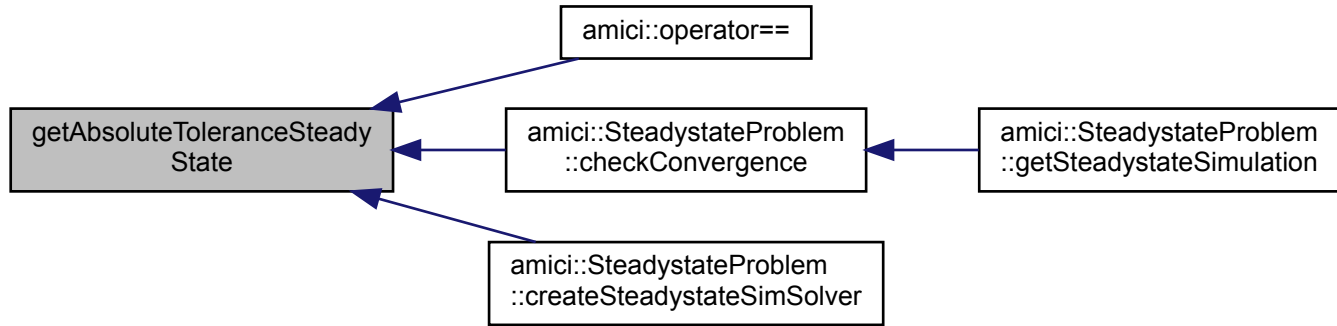 amici::operator==
getAbsoluteToleranceSteady
State
amici::SteadystateProblem
::checkConvergence
amici::SteadystateProblem
::getSteadystateSimulation
amici::SteadystateProblem
::createSteadystateSimSolver